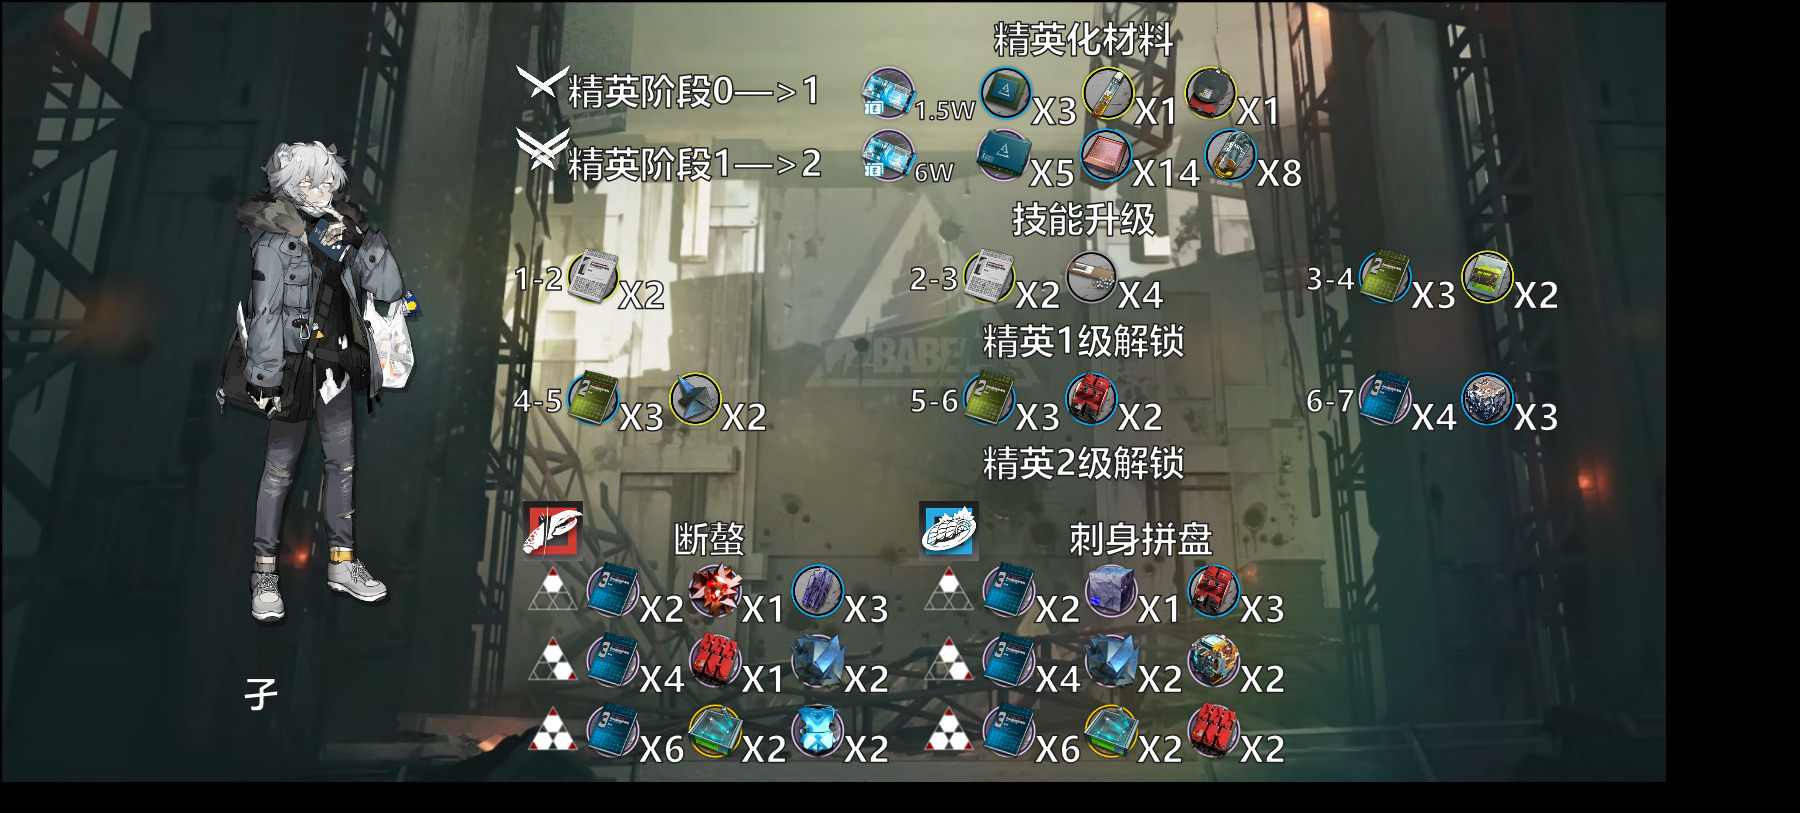 精英化材料
精英阶段0—>1 1.5W X3 X1 X1
精英阶段1—>2 6W X5 X14 X8
技能升级
1-2 X2 2-3 X2 X4 3-4 X3 X2
精英1级解锁
BABEL
4-5 X3 X2 5-6 X3 X2 6-7 X4 X3
精英2级解锁
断螯 刺身拼盘
X2 X1 X3 X2 X1 X3
X4 X1 X2 X4 X2 X2
孑
X6 X2 X2 X6 X2 X2